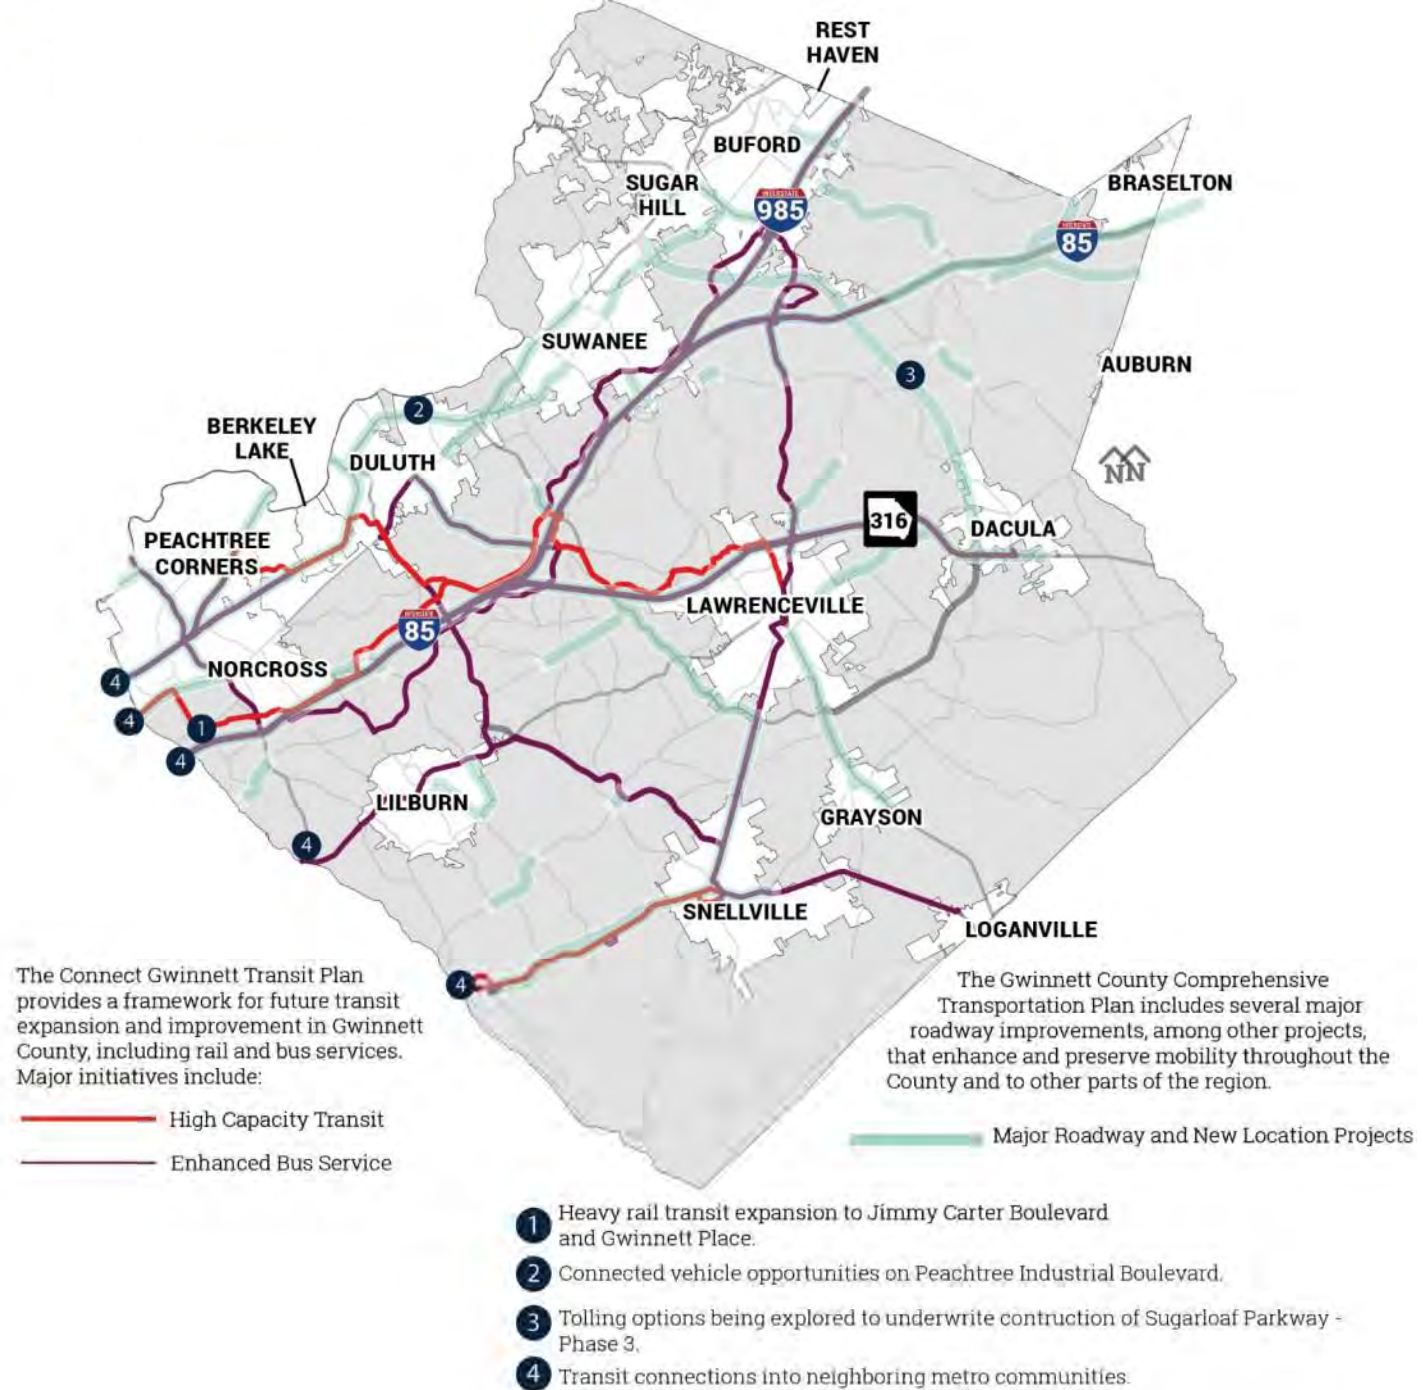 REST
HAVEN
BUFORD
SUGAR
HILL
INTERSTATE
985
BRASELTON
85
SUWANEE
AUBURN
3
2
BERKELEY
LAKE
DULUTH
NN
316
DACULA
PEACHTREE
CORNERS
LAWRENCEVILLE
85
NORCROSS
4
4
1
4
LILBURN
GRAYSON
4
SNELLVILLE
LOGANVILLE
4
The Connect Gwinnett Transit Plan
provides a framework for future transit
expansion and improvement in Gwinnett
County, including rail and bus services.
Major initiatives include:
High Capacity Transit
Enhanced Bus Service
The Gwinnett County Comprehensive
Transportation Plan includes several major
roadway improvements, among other projects,
that enhance and preserve mobility throughout the
County and to other parts of the region.
Major Roadway and New Location Projects
1 Heavy rail transit expansion to Jimmy Carter Boulevard
and Gwinnett Place.
2 Connected vehicle opportunities on Peachtree Industrial Boulevard.
3 Tolling options being explored to underwrite contruction of Sugarloaf Parkway -
Phase 3.
4 Transit connections into neighboring metro communities.